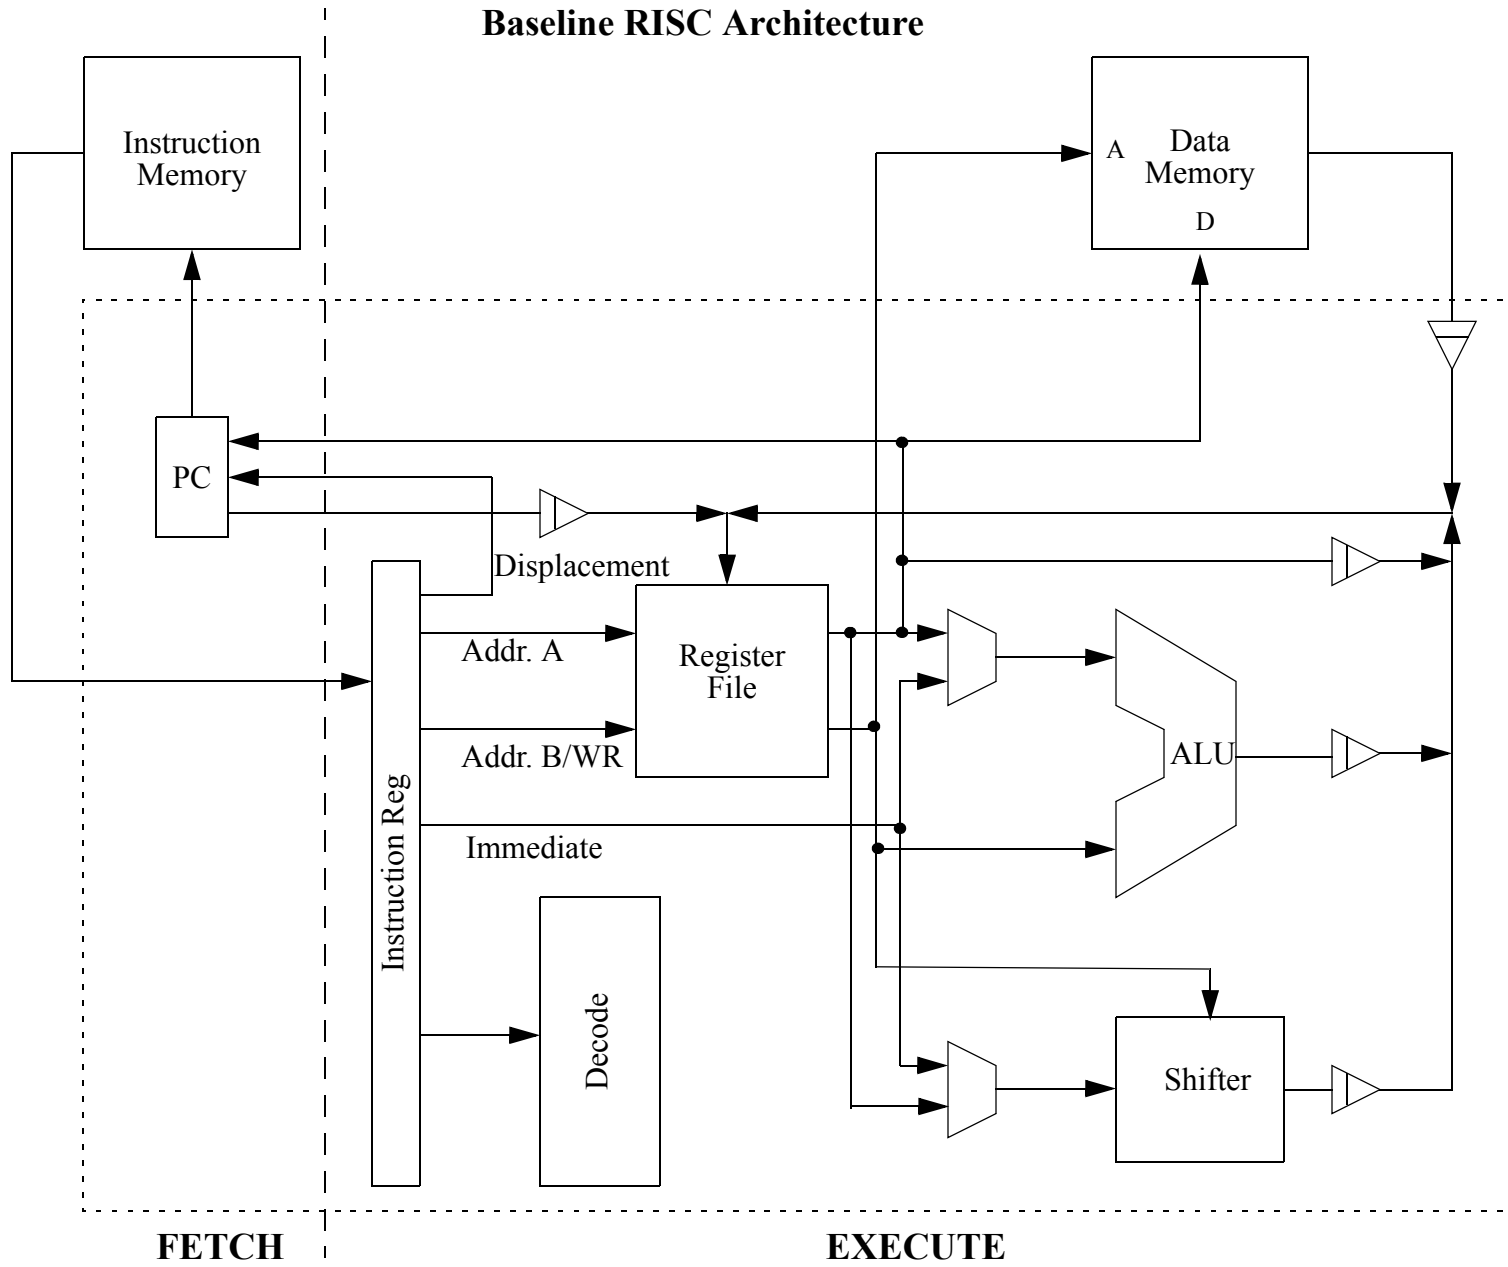 Baseline RISC Architecture
Instruction
Memory
A
Data
Memory
D
PC
Displacement
Addr. A
Register
File
Addr. B/WR
ALU
Immediate
Instruction Reg
Decode
Shifter
FETCH
EXECUTE